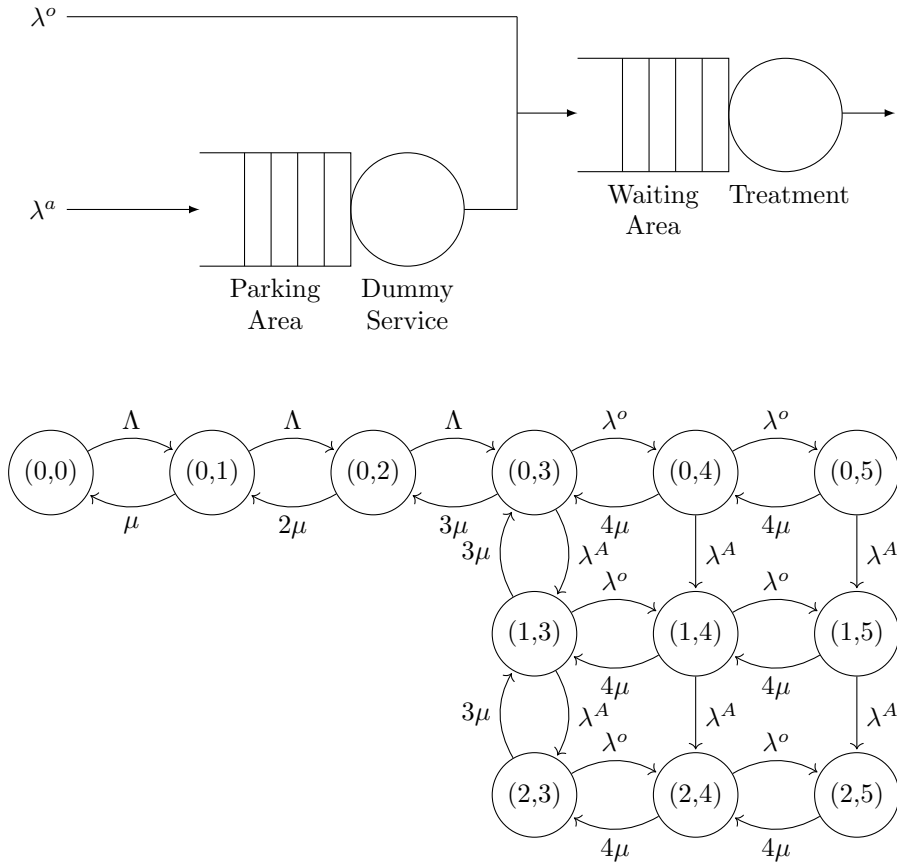 λ^o
λ^a
Parking
Area
Dummy
Service
Waiting
Area
Treatment
Λ Λ Λ λ^o λ^o
(0,0) (0,1) (0,2) (0,3) (0,4) (0,5)
μ 2μ 3μ 4μ 4μ
3μ λ^A λ^A λ^A
λ^o λ^o
(1,3) (1,4) (1,5)
4μ 4μ
3μ λ^A λ^A λ^A
λ^o λ^o
(2,3) (2,4) (2,5)
4μ 4μ